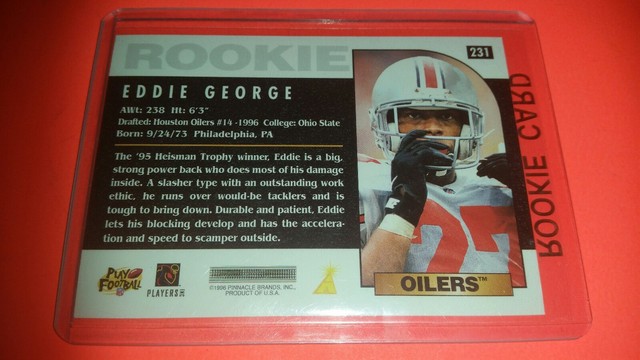 ROOKIE
231
EDDIE GEORGE
Wt: 238 Ht: 6'3"
Drafted: Houston Oilers #14 -1996 College: Ohio State
Born: 9/24/73 Philadelphia, PA
The '95 Heisman Trophy winner, Eddie is a big,
strong power back who does most of his damage
inside. A slasher type with an outstanding work
ethic, he runs over would-be tacklers and is
tough to bring down. Durable and patient, Eddie
lets his blocking develop and has the accelera-
tion and speed to scamper outside.
27
OILERS™
PLAY
FOOTBALL
PLAYERS INC
©1996 PINNACLE BRANDS, INC.,
PRODUCT OF U.S.A.
ROOKIE CARD